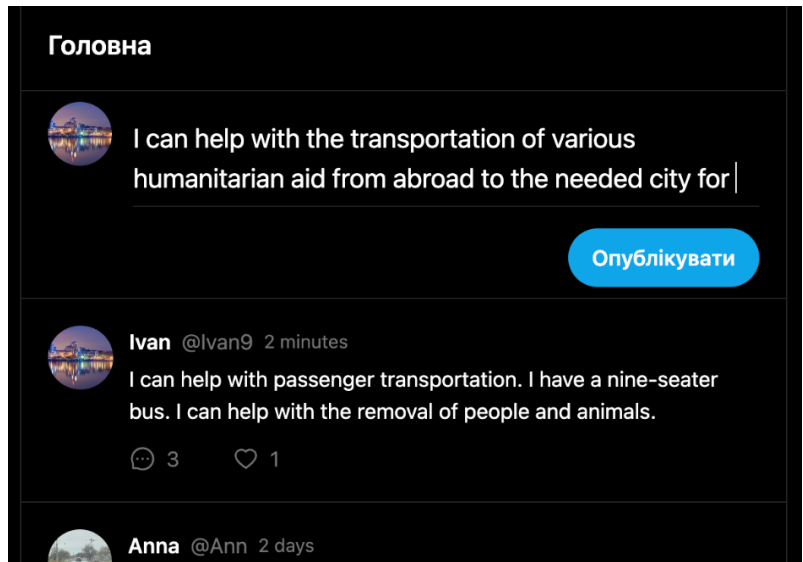 Головна
I can help with the transportation of various
humanitarian aid from abroad to the needed city for
Опублікувати
Ivan @Ivan9 2 minutes
I can help with passenger transportation. I have a nine-seater
bus. I can help with the removal of people and animals.
3 1
Anna @Ann 2 days